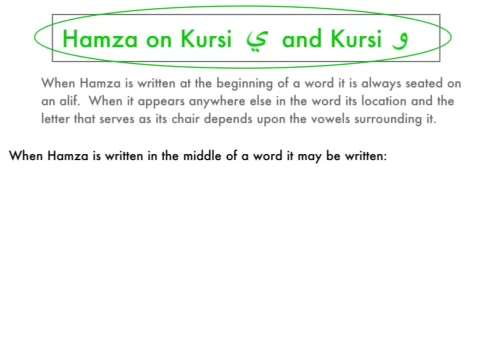 Hamza on Kursi ي and Kursi و
When Hamza is written at the beginning of a word it is always seated on
an alif. When it appears anywhere else in the word its location and the
letter that serves as its chair depends upon the vowels surrounding it.
When Hamza is written in the middle of a word it may be written: